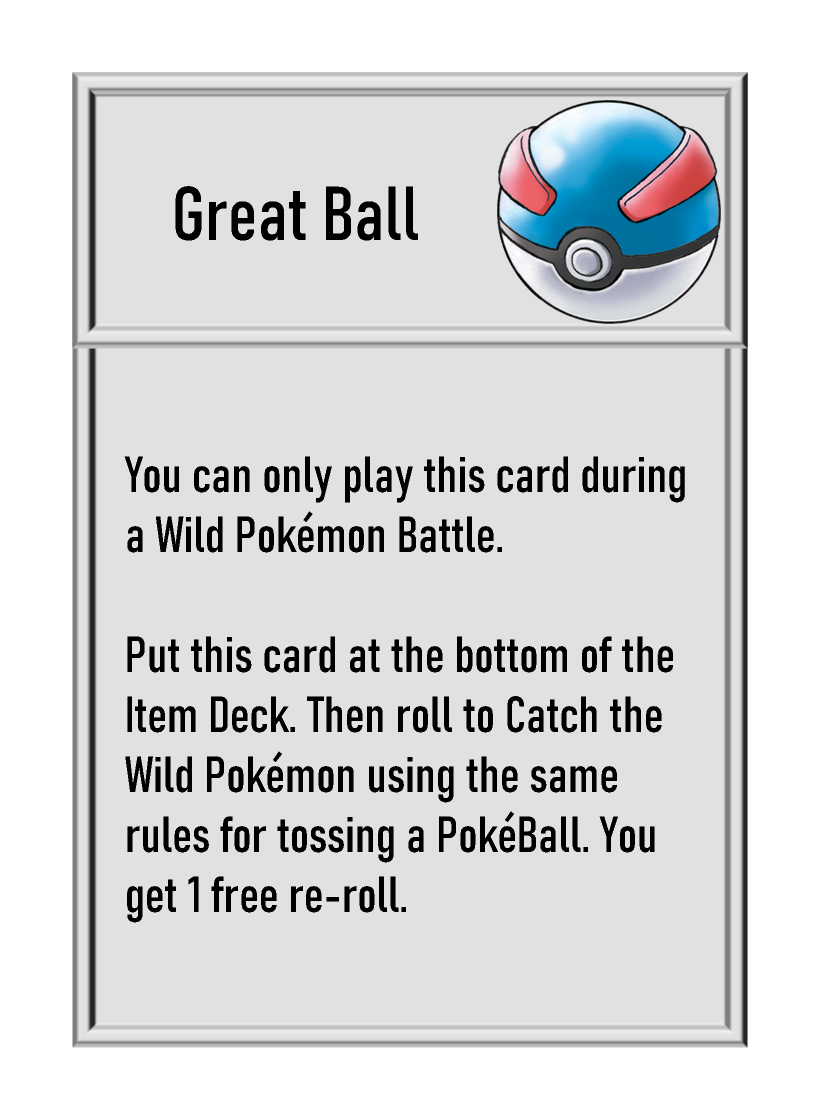 Great Ball
You can only play this card during
a Wild Pokémon Battle.
Put this card at the bottom of the
Item Deck. Then roll to Catch the
Wild Pokémon using the same
rules for tossing a PokéBall. You
get 1 free re-roll.